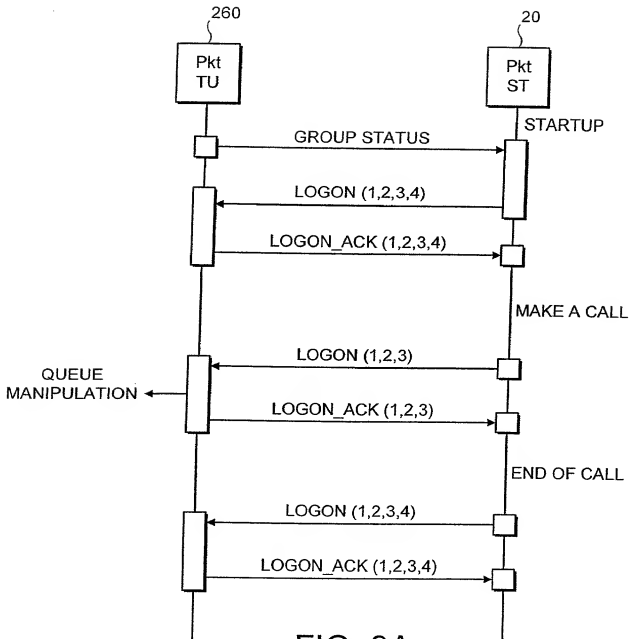 260
20
Pkt
TU
Pkt
ST
STARTUP
GROUP STATUS
LOGON (1,2,3,4)
LOGON_ACK (1,2,3,4)
MAKE A CALL
LOGON (1,2,3)
QUEUE
MANIPULATION
LOGON_ACK (1,2,3)
END OF CALL
LOGON (1,2,3,4)
LOGON_ACK (1,2,3,4)